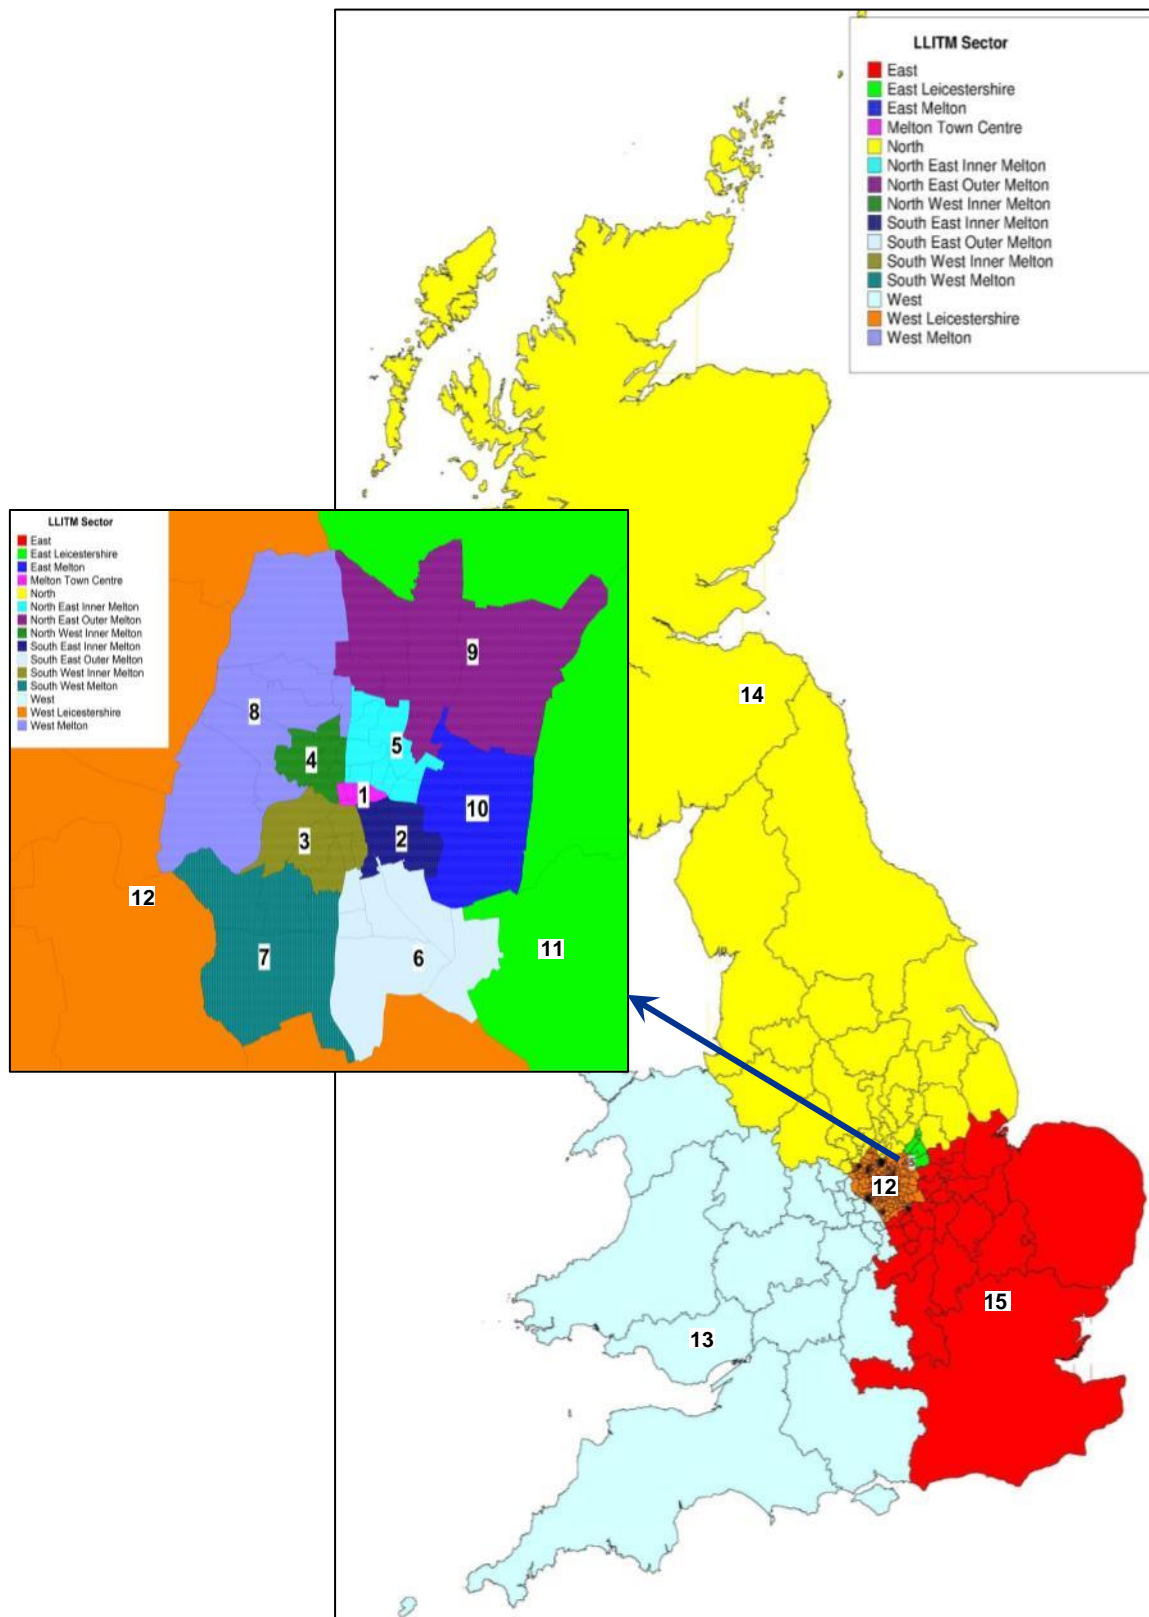 LLITM Sector
East
East Leicestershire
East Melton
Melton Town Centre
North
North East Inner Melton
North East Outer Melton
North West Inner Melton
South East Inner Melton
South East Outer Melton
South West Inner Melton
South West Melton
West
West Leicestershire
West Melton
LLITM Sector
East
East Leicestershire
East Melton
Melton Town Centre
North
North East Inner Melton
North East Outer Melton
North West Inner Melton
South East Inner Melton
South East Outer Melton
South West Inner Melton
South West Melton
West
West Leicestershire
West Melton
9
8
5
4
1
10
3
2
12
7
6
11
14
12
15
13